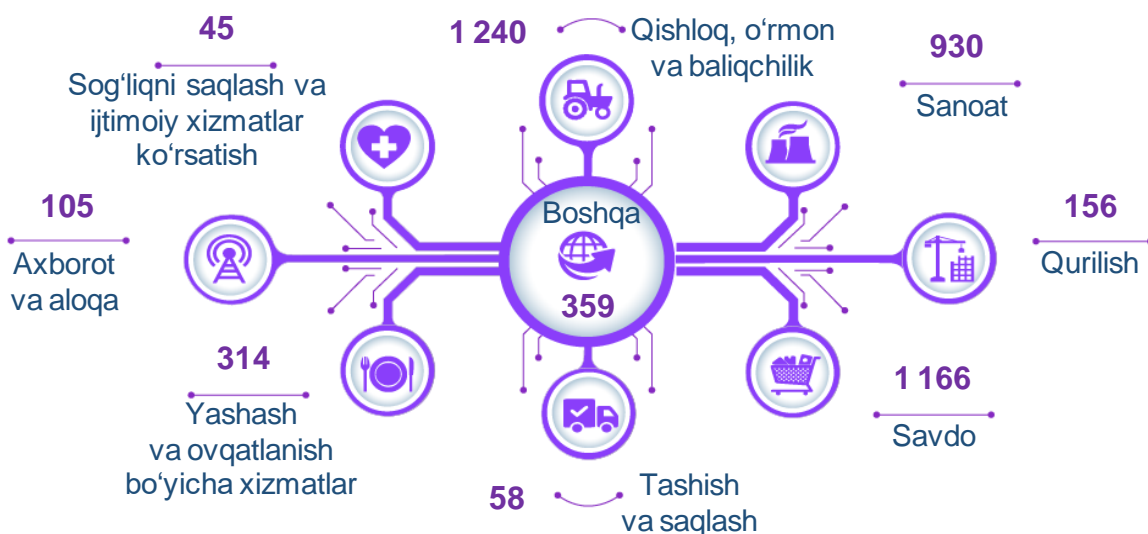 45
Sog‘liqni saqlash va
ijtimoiy xizmatlar
ko‘rsatish
1 240
Qishloq, o‘rmon
va baliqchilik
930
Sanoat
105
Axborot
va aloqa
Boshqa
359
156
Qurilish
314
Yashash
va ovqatlanish
bo‘yicha xizmatlar
58
Tashish
va saqlash
1 166
Savdo